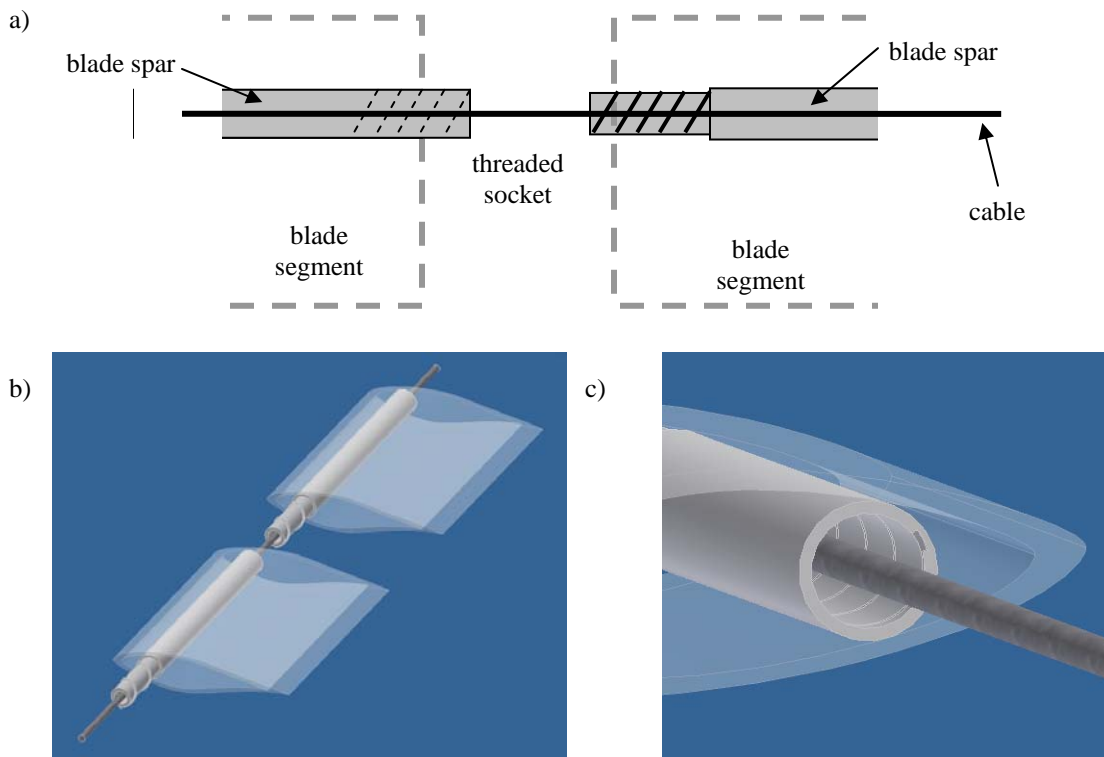 a)
blade spar
blade spar
threaded
socket
cable
blade
segment
blade
segment
b)
c)